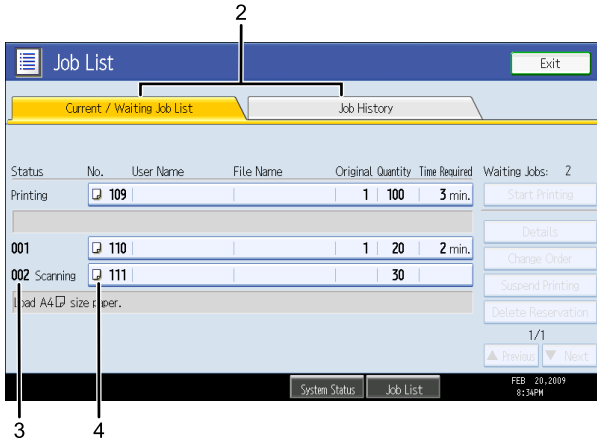 2
Job List
Exit
Current / Waiting Job List
Job History
Status No. User Name File Name Original Quantity Time Required Waiting Jobs: 2
Printing 109 1 100 3 min. Start Printing
Details
001 110 1 20 2 min.
Change Order
002 Scanning 111 30
Suspend Printing
Load A4 size paper.
Delete Reservation
1/1
▲ Previous ▼ Next
System Status Job List
FEB 20,2009
8:34PM
3 4